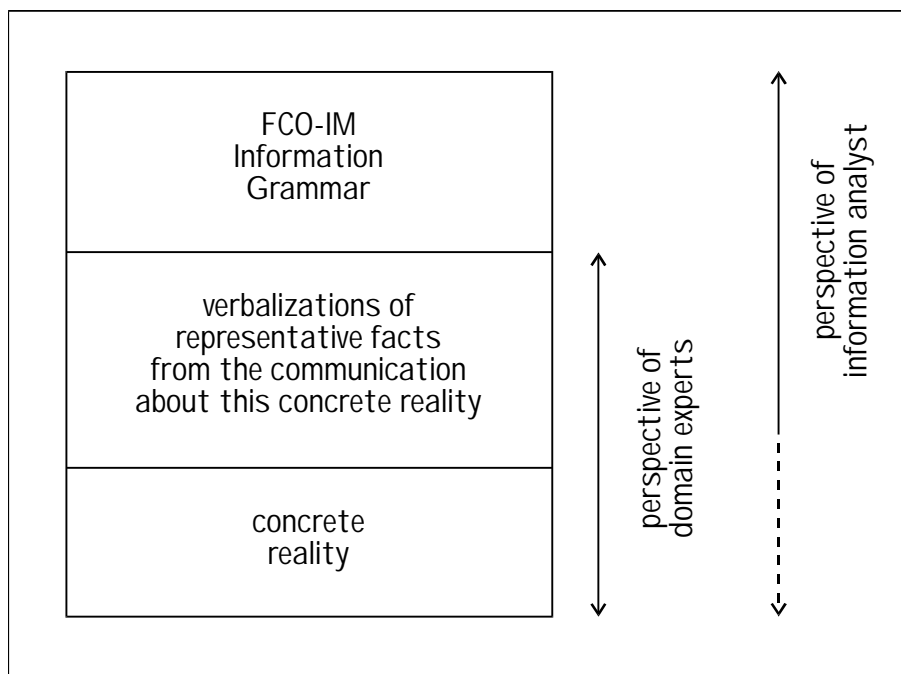 FCO-IM
Information
Grammar
verbalizations of
representative facts
from the communication
about this concrete reality
concrete
reality
perspective of
domain experts
perspective of
information analyst